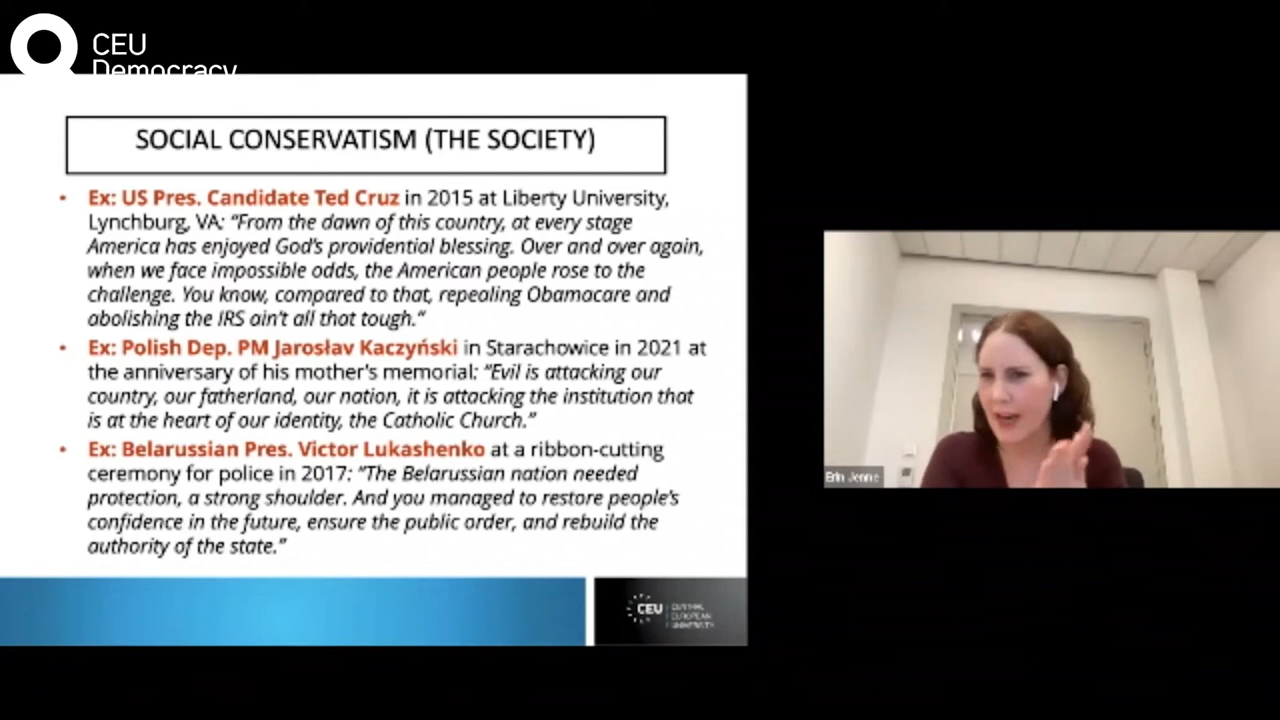 CEU
Democracy
SOCIAL CONSERVATISM (THE SOCIETY)
• Ex: US Pres. Candidate Ted Cruz in 2015 at Liberty University,
Lynchburg, VA: “From the dawn of this country, at every stage
America has enjoyed God’s providential blessing. Over and over again,
when we face impossible odds, the American people rose to the
challenge. You know, compared to that, repealing Obamacare and
abolishing the IRS ain’t all that tough.”
• Ex: Polish Dep. PM Jarosłav Kaczyński in Starachowice in 2021 at
the anniversary of his mother’s memorial: “Evil is attacking our
country, our fatherland, our nation, it is attacking the institution that
is at the heart of our identity, the Catholic Church.”
• Ex: Belarussian Pres. Victor Lukashenko at a ribbon-cutting
ceremony for police in 2017: “The Belarussian nation needed
protection, a strong shoulder. And you managed to restore people’s
confidence in the future, ensure the public order, and rebuild the
authority of the state.”
CEU
CENTRAL
EUROPEAN
UNIVERSITY
Erin Jenne